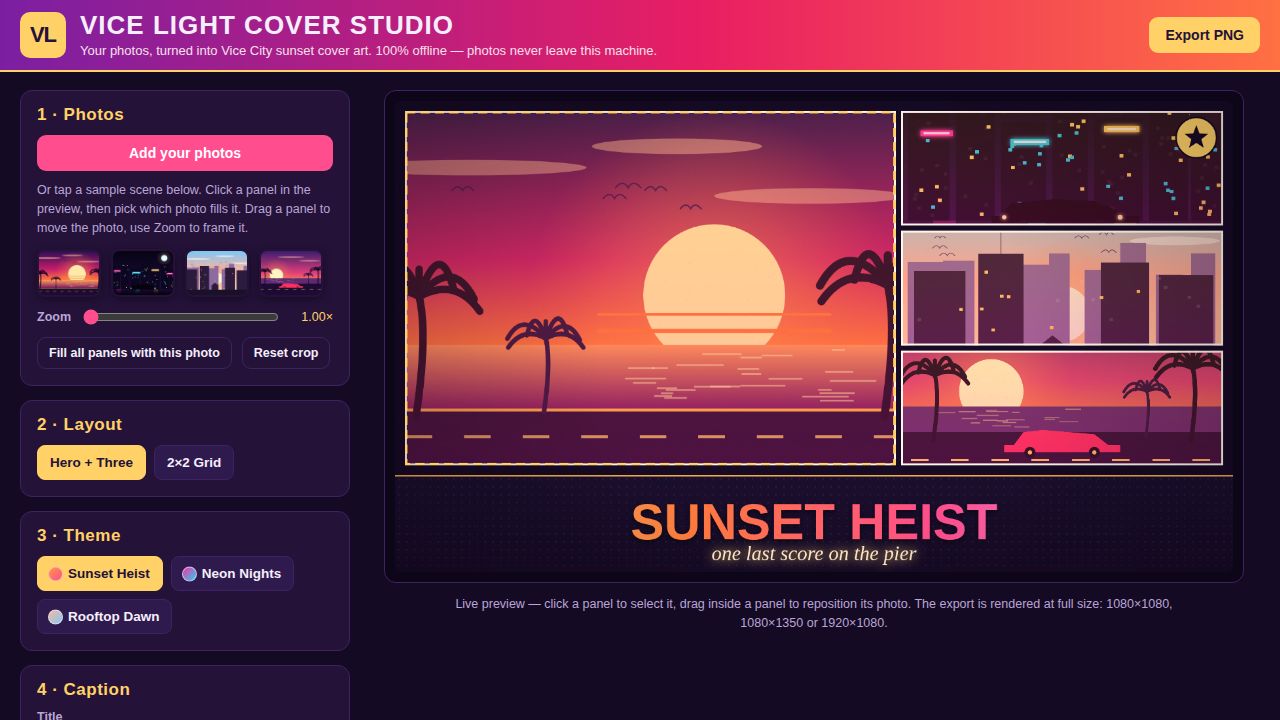 VL
VICE LIGHT COVER STUDIO
Your photos, turned into Vice City sunset cover art. 100% offline — photos never leave this machine.
Export PNG
1 · Photos
Add your photos
Or tap a sample scene below. Click a panel in the
preview, then pick which photo fills it. Drag a panel to
move the photo, use Zoom to frame it.
Zoom
1.00×
Fill all panels with this photo
Reset crop
2 · Layout
Hero + Three
2×2 Grid
3 · Theme
Sunset Heist
Neon Nights
Rooftop Dawn
4 · Caption
Title
SUNSET HEIST
one last score on the pier
Live preview — click a panel to select it, drag inside a panel to reposition its photo. The export is rendered at full size: 1080×1080,
1080×1350 or 1920×1080.